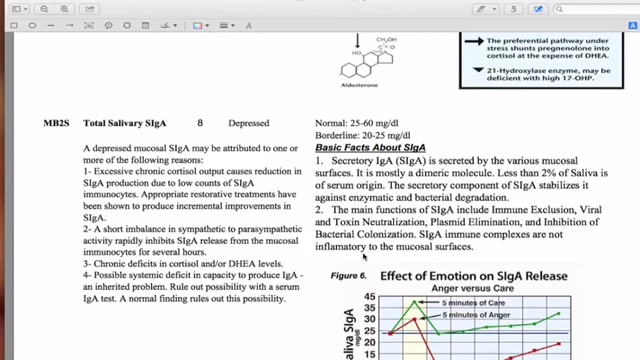 The preferential pathway under
stress shunts pregnenolone into
cortisol at the expense of DHEA.
21-Hydroxylase enzyme, may be
deficient with high 17-OHP.
CH2OH
C O
HO
Aldosterone
MB2S Total Salivary SIgA 8 Depressed
Normal: 25-60 mg/dl
Borderline: 20-25 mg/dl
A depressed mucosal SIgA may be attributed to one or
more of the following reasons:
1- Excessive chronic cortisol output causes reduction in
SIgA production due to low counts of SIgA
immunocytes. Appropriate restorative treatments have
been shown to produce incremental improvements in
SIgA.
2- A short imbalance in sympathetic to parasympathetic
activity rapidly inhibits SIgA release from the mucosal
immunocytes for several hours.
3- Chronic deficits in cortisol and/or DHEA levels.
4- Possible systemic deficit in capacity to produce IgA -
an inherited problem. Rule out possibility with a serum
IgA test. A normal finding rules out this possibility.
Basic Facts About SIgA
1. Secretory IgA (SIgA) is secreted by the various mucosal
surfaces. It is mostly a dimeric molecule. Less than 2% of Saliva is
of serum origin. The secretory component of SIgA stabilizes it
against enzymatic and bacterial degradation.
2. The main functions of SIgA include Immune Exclusion, Viral
and Toxin Neutralization, Plasmid Elimination, and Inhibition of
Bacterial Colonization. SIgA immune complexes are not
inflamatory to the mucosal surfaces.
Figure 6. Effect of Emotion on SIgA Release
Anger versus Care
5 minutes of Care
5 minutes of Anger
Saliva SIgA
mg/dl
45
35
30
25
20
15
5